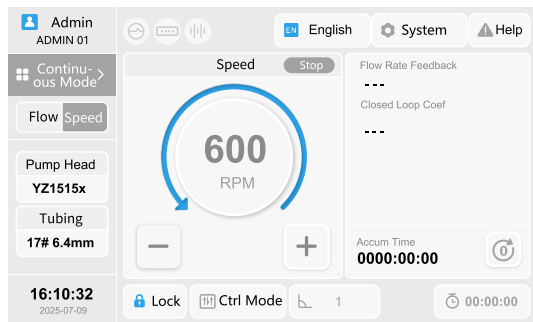 Admin
ADMIN 01
EN English
System
Help
Continu-
ous Mode
Flow Speed
Pump Head
YZ1515x
Tubing
17# 6.4mm
16:10:32
2025-07-09
Speed
Stop
600
RPM
− +
Flow Rate Feedback
---
Closed Loop Coef
---
Accum Time
0000:00:00
0
Lock
Ctrl Mode
1
00:00:00